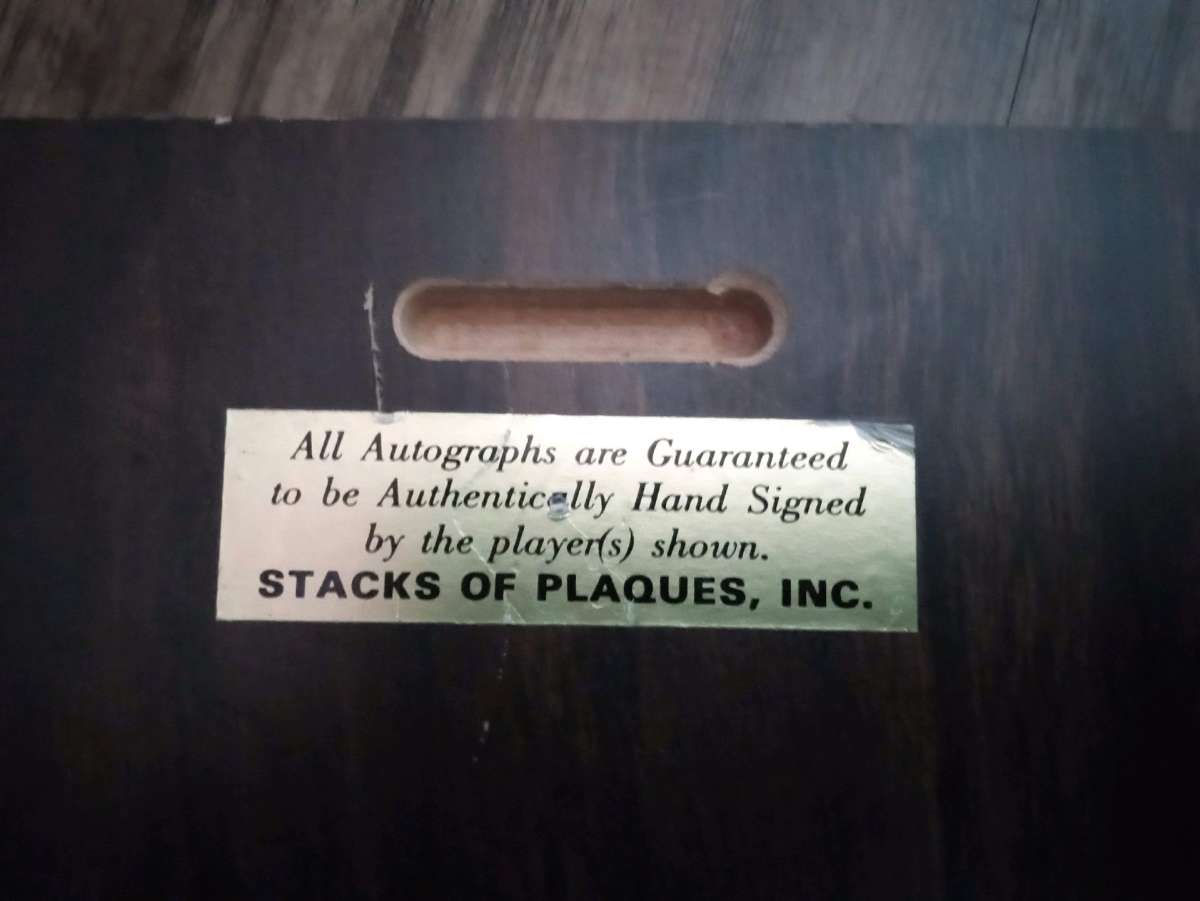 All Autographs are Guaranteed
to be Authentically Hand Signed
by the player(s) shown.
STACKS OF PLAQUES, INC.